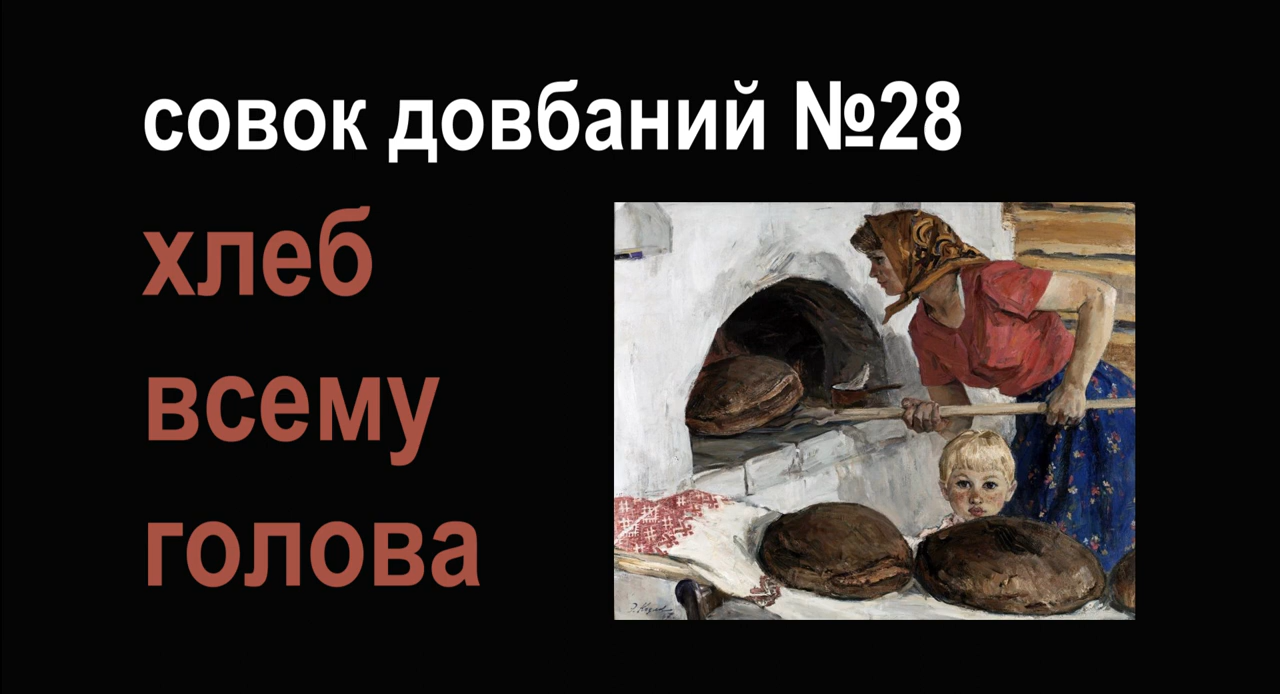 совок довбаний №28
хлеб
всему
голова